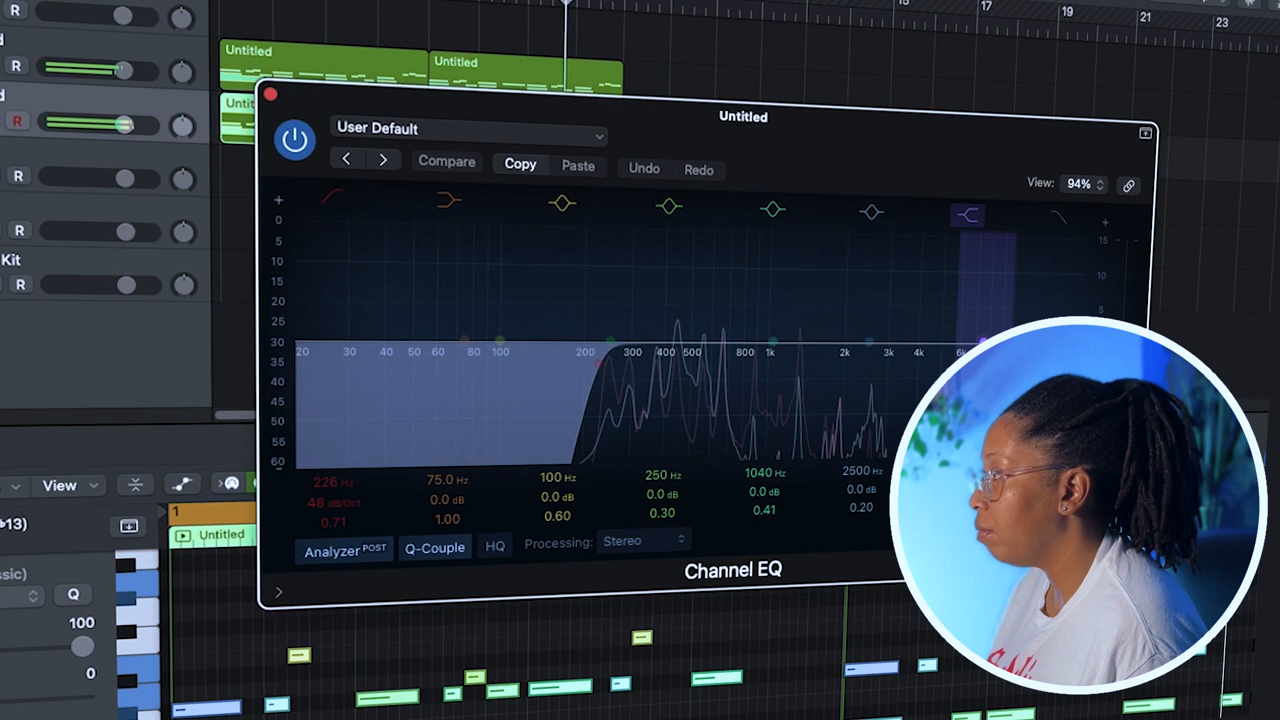 R
15
17
19
21
23
Untitled
Untitled
R
Untitled
R
User Default
Compare
Copy
Paste
Undo
Redo
View:
94%
R
R
Kit
R
+
0
5
10
15
20
25
30
35
40
45
50
55
60
+
15
10
5
20 30 40 50 60 80 100 200 300 400 500 800 1k 2k 3k 4k
226 Hz
48 dB/Oct
0.71
75.0 Hz
0.0 dB
1.00
100 Hz
0.0 dB
0.60
250 Hz
0.0 dB
0.30
1040 Hz
0.0 dB
0.41
2500 Hz
0.0 dB
0.20
Analyzer POST
Q-Couple
HQ
Processing:
Stereo
Channel EQ
View
1
Untitled
Q
100
0